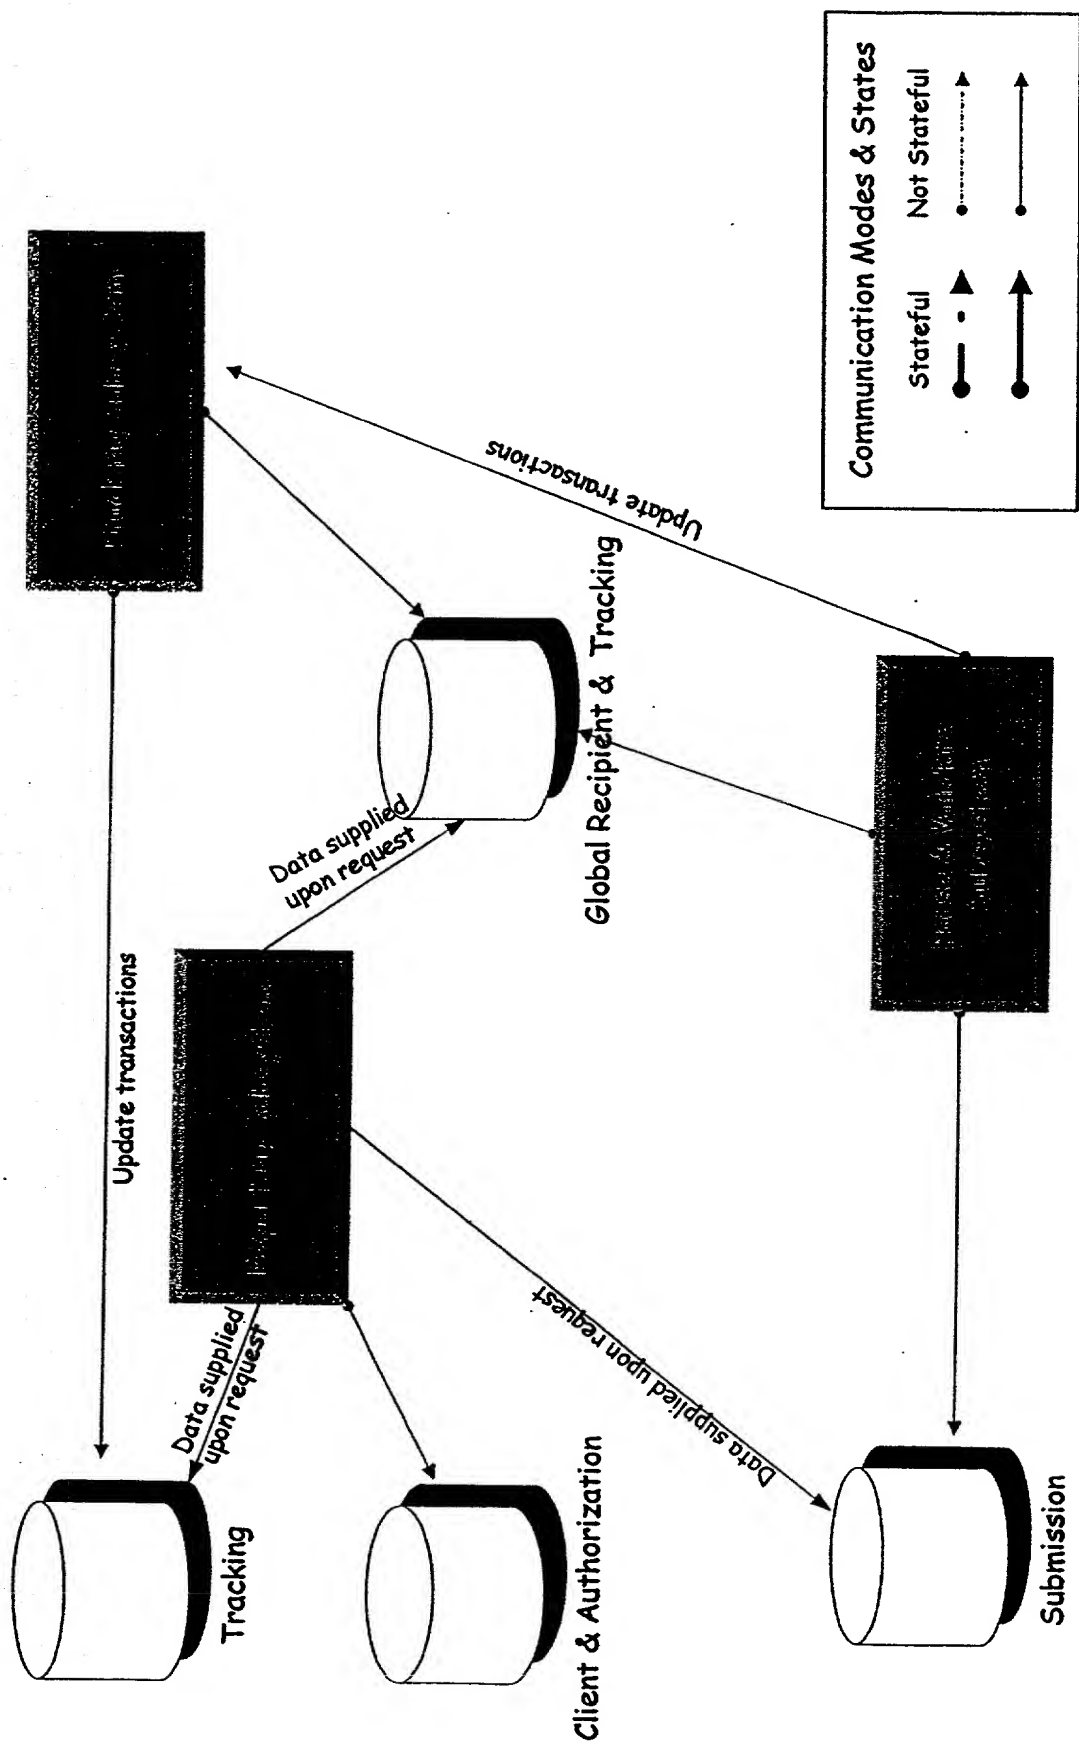 Update transactions
Data supplied
upon request
Data supplied
upon request
Tracking
Client & Authorization
Global Recipient & Tracking
Update transactions
Data supplied upon request
Submission
Communication Modes & States
Stateful
Not Stateful